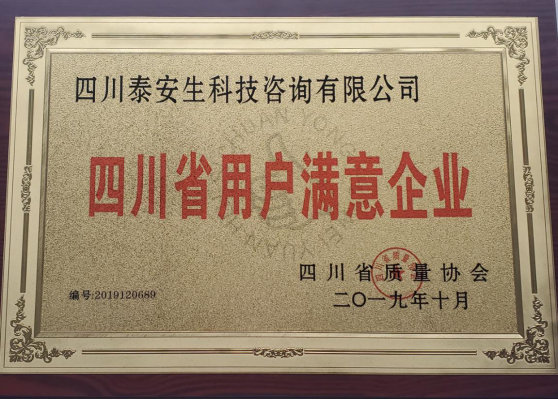 四川泰安生科技咨询有限公司
四川省用户满意企业
四川省质量协会
编号:2019120689
二〇一九年十月